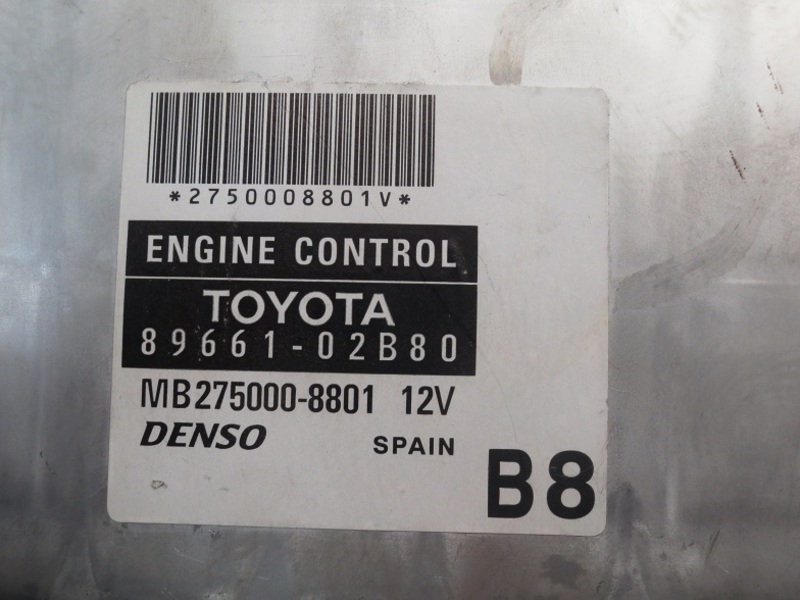 *2750008801V*
ENGINE CONTROL
TOYOTA
89661-02B80
MB275000-8801 12V
DENSO SPAIN
B8